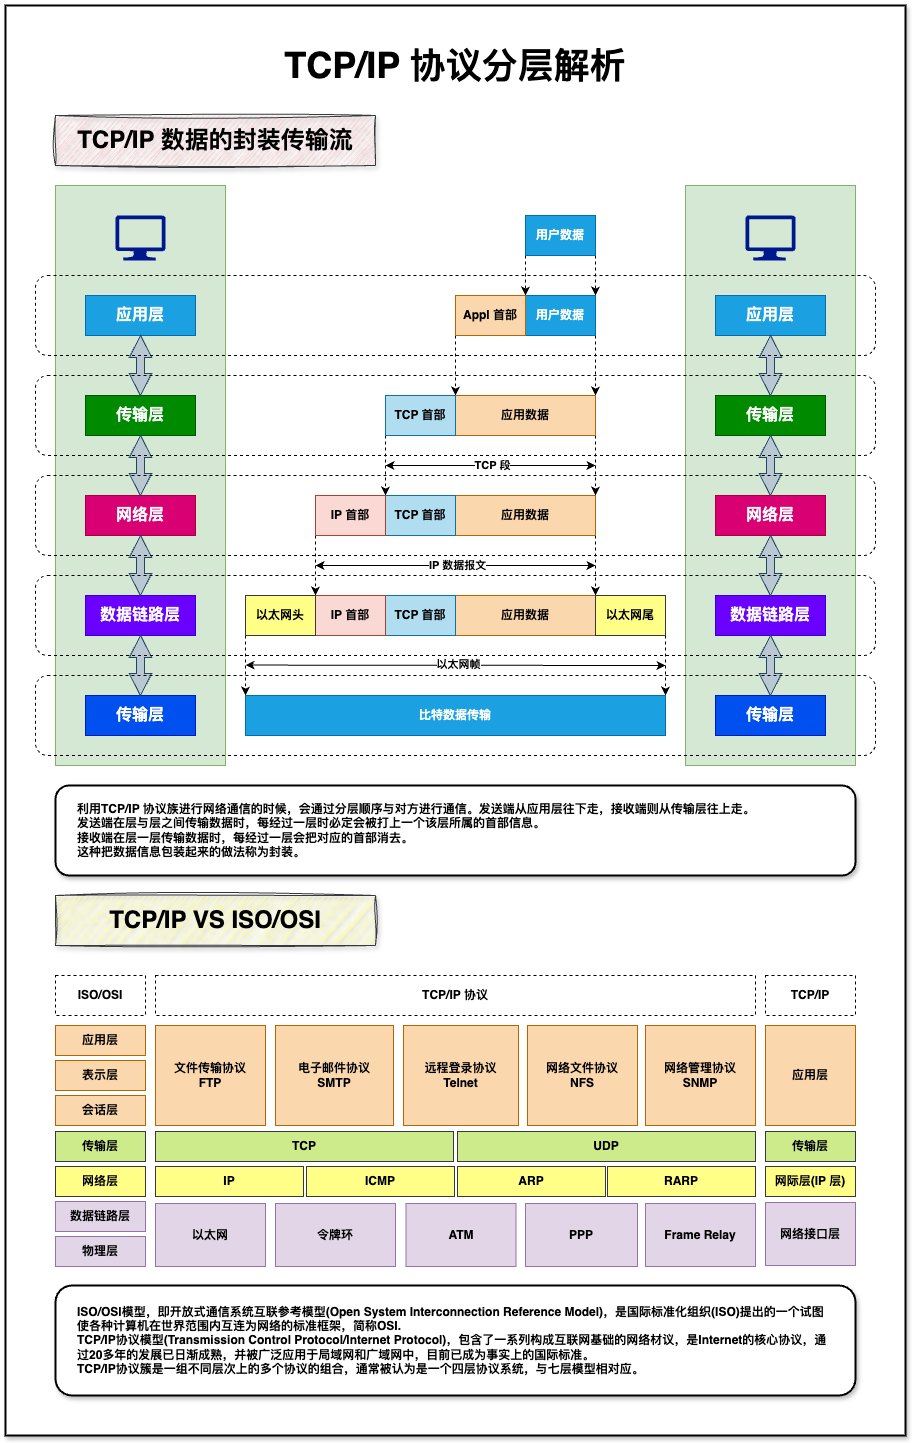 TCP/IP 协议分层解析
TCP/IP 数据的封装传输流
用户数据
应用层
Appl 首部
用户数据
应用层
传输层
TCP 首部
应用数据
传输层
TCP 段
网络层
IP 首部
TCP 首部
应用数据
网络层
IP 数据报文
数据链路层
以太网头
IP 首部
TCP 首部
应用数据
以太网尾
数据链路层
以太网帧
传输层
比特数据传输
传输层
利用TCP/IP 协议族进行网络通信的时候，会通过分层顺序与对方进行通信。发送端从应用层往下走，接收端则从传输层往上走。
发送端在层与层之间传输数据时，每经过一层时必定会被打上一个该层所属的首部信息。
接收端在层一层传输数据时，每经过一层会把对应的首部消去。
这种把数据信息包装起来的做法称为封装。
TCP/IP VS ISO/OSI
ISO/OSI
TCP/IP 协议
TCP/IP
应用层
表示层
会话层
文件传输协议
FTP
电子邮件协议
SMTP
远程登录协议
Telnet
网络文件协议
NFS
网络管理协议
SNMP
应用层
传输层
TCP
UDP
传输层
网络层
IP
ICMP
ARP
RARP
网际层(IP 层)
数据链路层
物理层
以太网
令牌环
ATM
PPP
Frame Relay
网络接口层
ISO/OSI模型，即开放式通信系统互联参考模型(Open System Interconnection Reference Model)，是国际标准化组织(ISO)提出的一个试图
使各种计算机在世界范围内互连为网络的标准框架，简称OSI.
TCP/IP协议模型(Transmission Control Protocol/Internet Protocol)，包含了一系列构成互联网基础的网络材议，是Internet的核心协议，通
过20多年的发展已日渐成熟，并被广泛应用于局域网和广域网中，目前已成为事实上的国际标准。
TCP/IP协议簇是一组不同层次上的多个协议的组合，通常被认为是一个四层协议系统，与七层模型相对应。